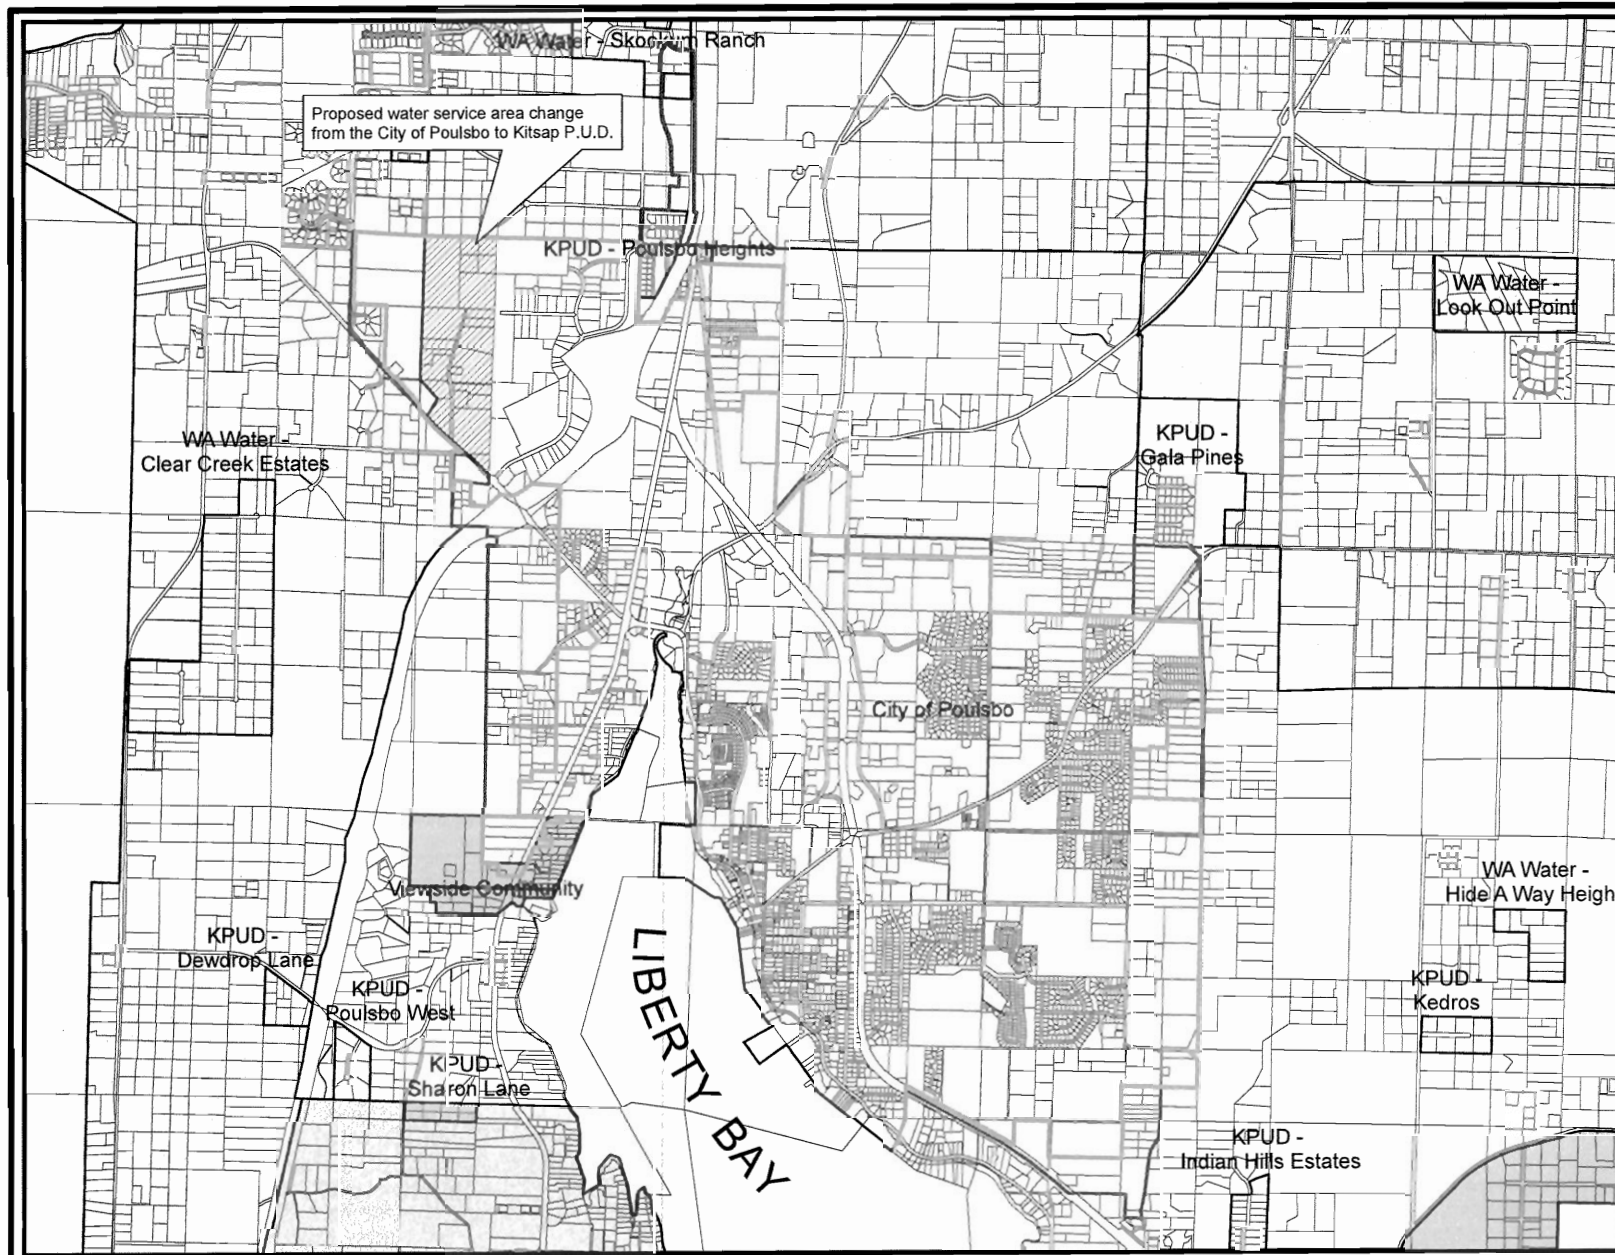 WA Water - Skookum Ranch
Proposed water service area change
from the City of Poulsbo to Kitsap P.U.D.
KPUD - Poulsbo Heights
WA Water -
Look Out Point
WA Water -
Clear Creek Estates
KPUD -
Gala Pines
City of Poulsbo
Viewside Community
WA Water -
Hide A Way Heigh
KPUD -
Dewdrop Lane
KPUD -
Poulsbo West
KPUD -
Kedros
KPUD -
Sharon Lane
LIBERTY BAY
KPUD -
Indian Hills Estates